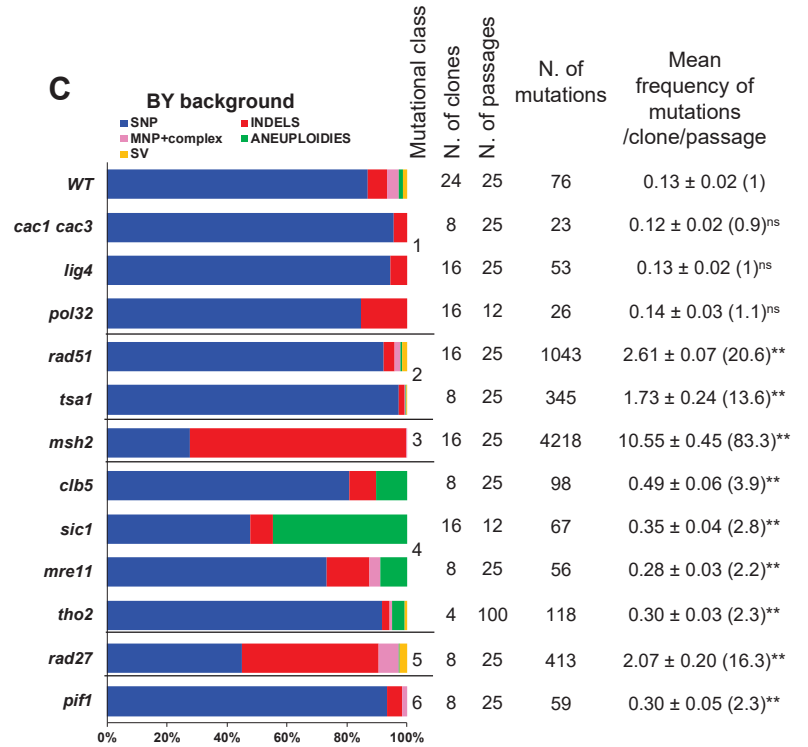 C
BY background
SNP INDELS
MNP+complex ANEUPLOIDIES
SV
Mutational class
N. of clones
N. of passages
N. of
mutations
Mean
frequency of
mutations
/clone/passage
WT 24 25 76 0.13 ± 0.02 (1)
cac1 cac3 8 25 23 0.12 ± 0.02 (0.9)ns
1
lig4 16 25 53 0.13 ± 0.02 (1)ns
pol32 16 12 26 0.14 ± 0.03 (1.1)ns
rad51 16 25 1043 2.61 ± 0.07 (20.6)**
2
tsa1 8 25 345 1.73 ± 0.24 (13.6)**
msh2 3 16 25 4218 10.55 ± 0.45 (83.3)**
clb5 8 25 98 0.49 ± 0.06 (3.9)**
sic1 16 12 67 0.35 ± 0.04 (2.8)**
4
mre11 8 25 56 0.28 ± 0.03 (2.2)**
tho2 4 100 118 0.30 ± 0.03 (2.3)**
rad27 5 8 25 413 2.07 ± 0.20 (16.3)**
pif1 6 8 25 59 0.30 ± 0.05 (2.3)**
0% 20% 40% 60% 80% 100%